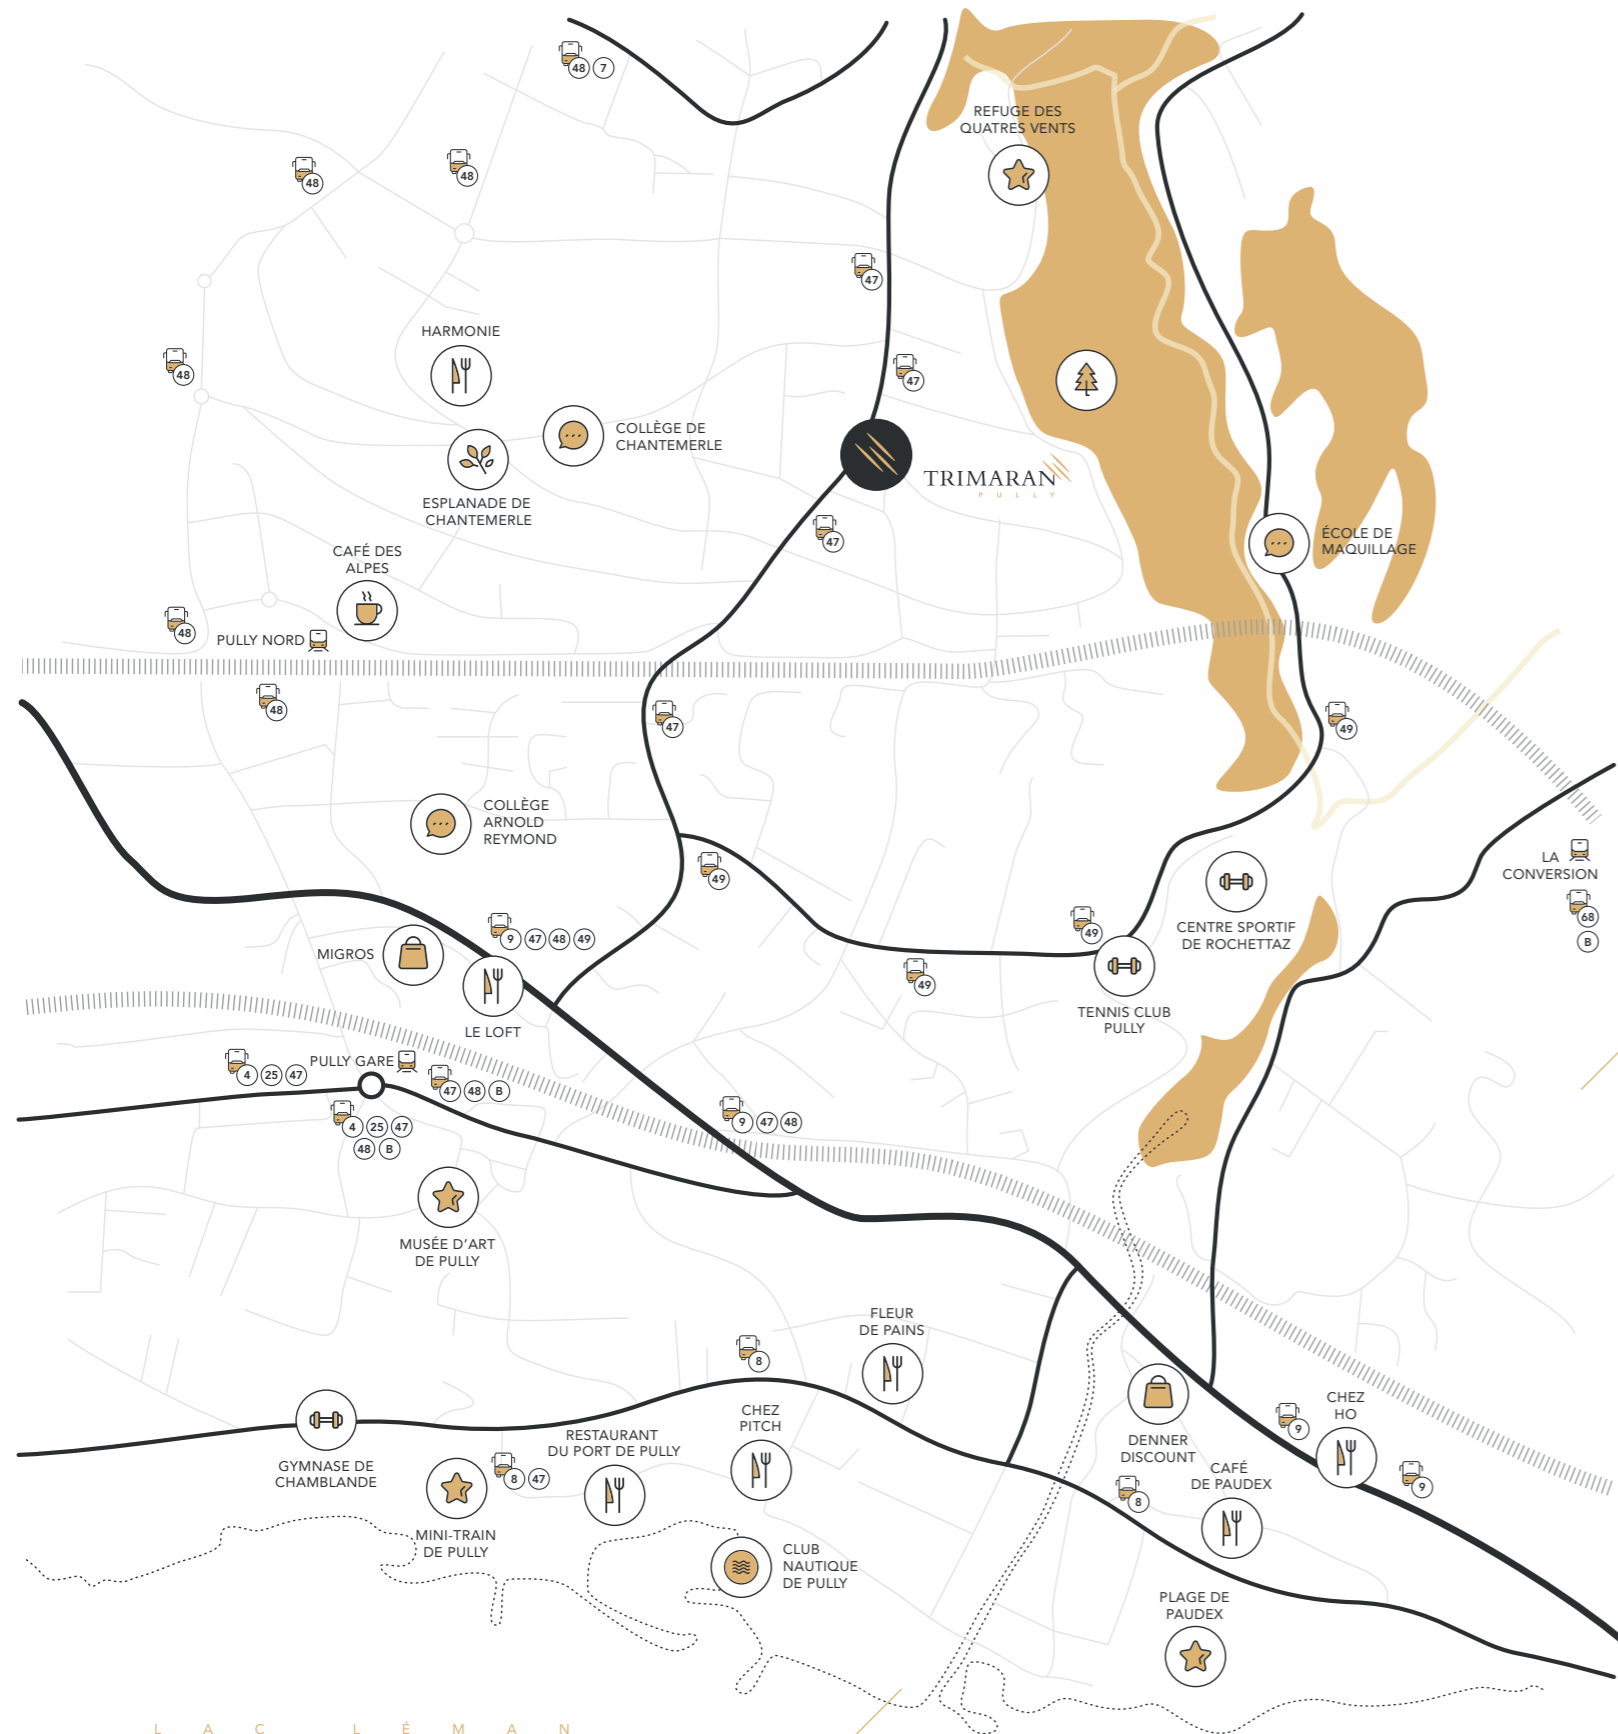 48 7
REFUGE DES
QUATRES VENTS
48
48
47
HARMONIE
48
47
COLLÈGE DE
CHANTEMERLE
TRIMARAN
PULLY
ESPLANADE DE
CHANTEMERLE
47
ÉCOLE DE
MAQUILLAGE
CAFÉ DES
ALPES
48
PULLY NORD
48
47
49
COLLÈGE
ARNOLD
REYMOND
49
LA
CONVERSION
68
B
9 47 48 49
49
CENTRE SPORTIF
DE ROCHETTAZ
MIGROS
49
LE LOFT
TENNIS CLUB
PULLY
PULLY GARE
4 25 47
47 48 B
4 25 47
48 B
9 47 48
MUSÉE D'ART
DE PULLY
FLEUR
DE PAINS
8
CHEZ
PITCH
CHEZ
HO
9
RESTAURANT
DU PORT DE PULLY
DENNER
DISCOUNT
GYMNASE DE
CHAMBLANDE
8 47
CAFÉ
DE PAUDEX
9
8
MINI-TRAIN
DE PULLY
CLUB
NAUTIQUE
DE PULLY
PLAGE DE
PAUDEX
LAC LÉMAN